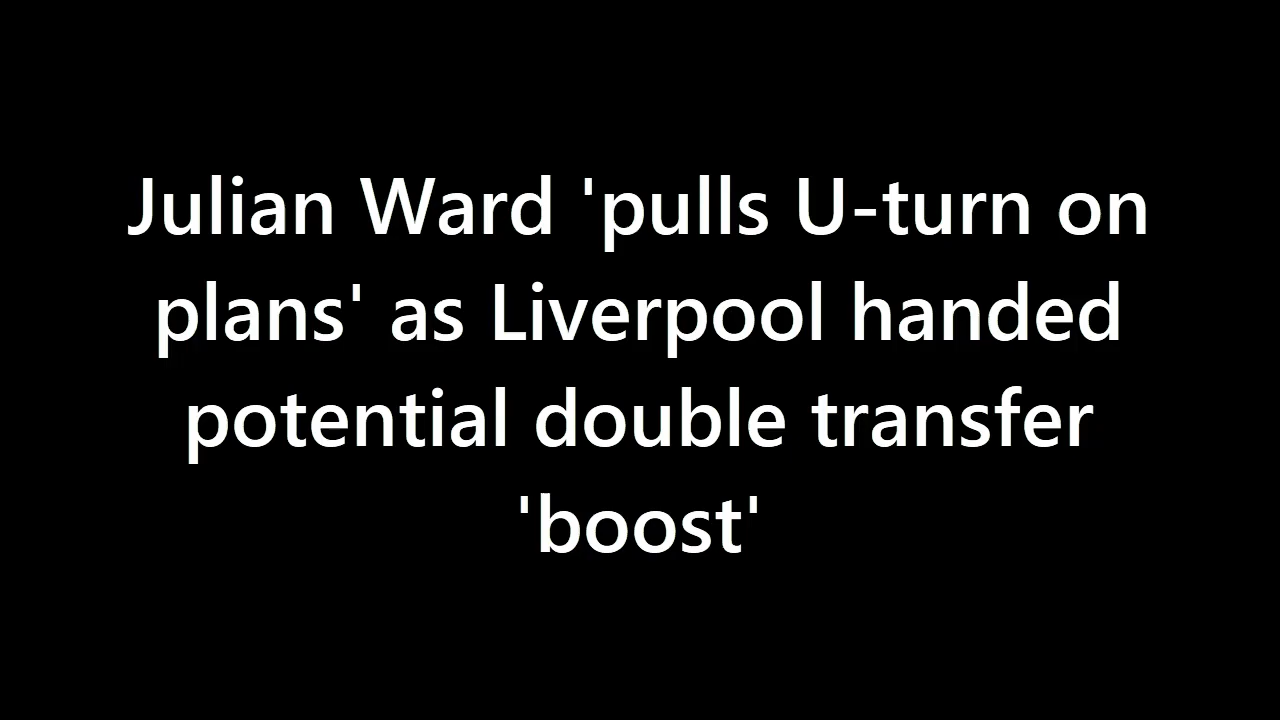 Julian Ward 'pulls U-turn on
plans' as Liverpool handed
potential double transfer
'boost'